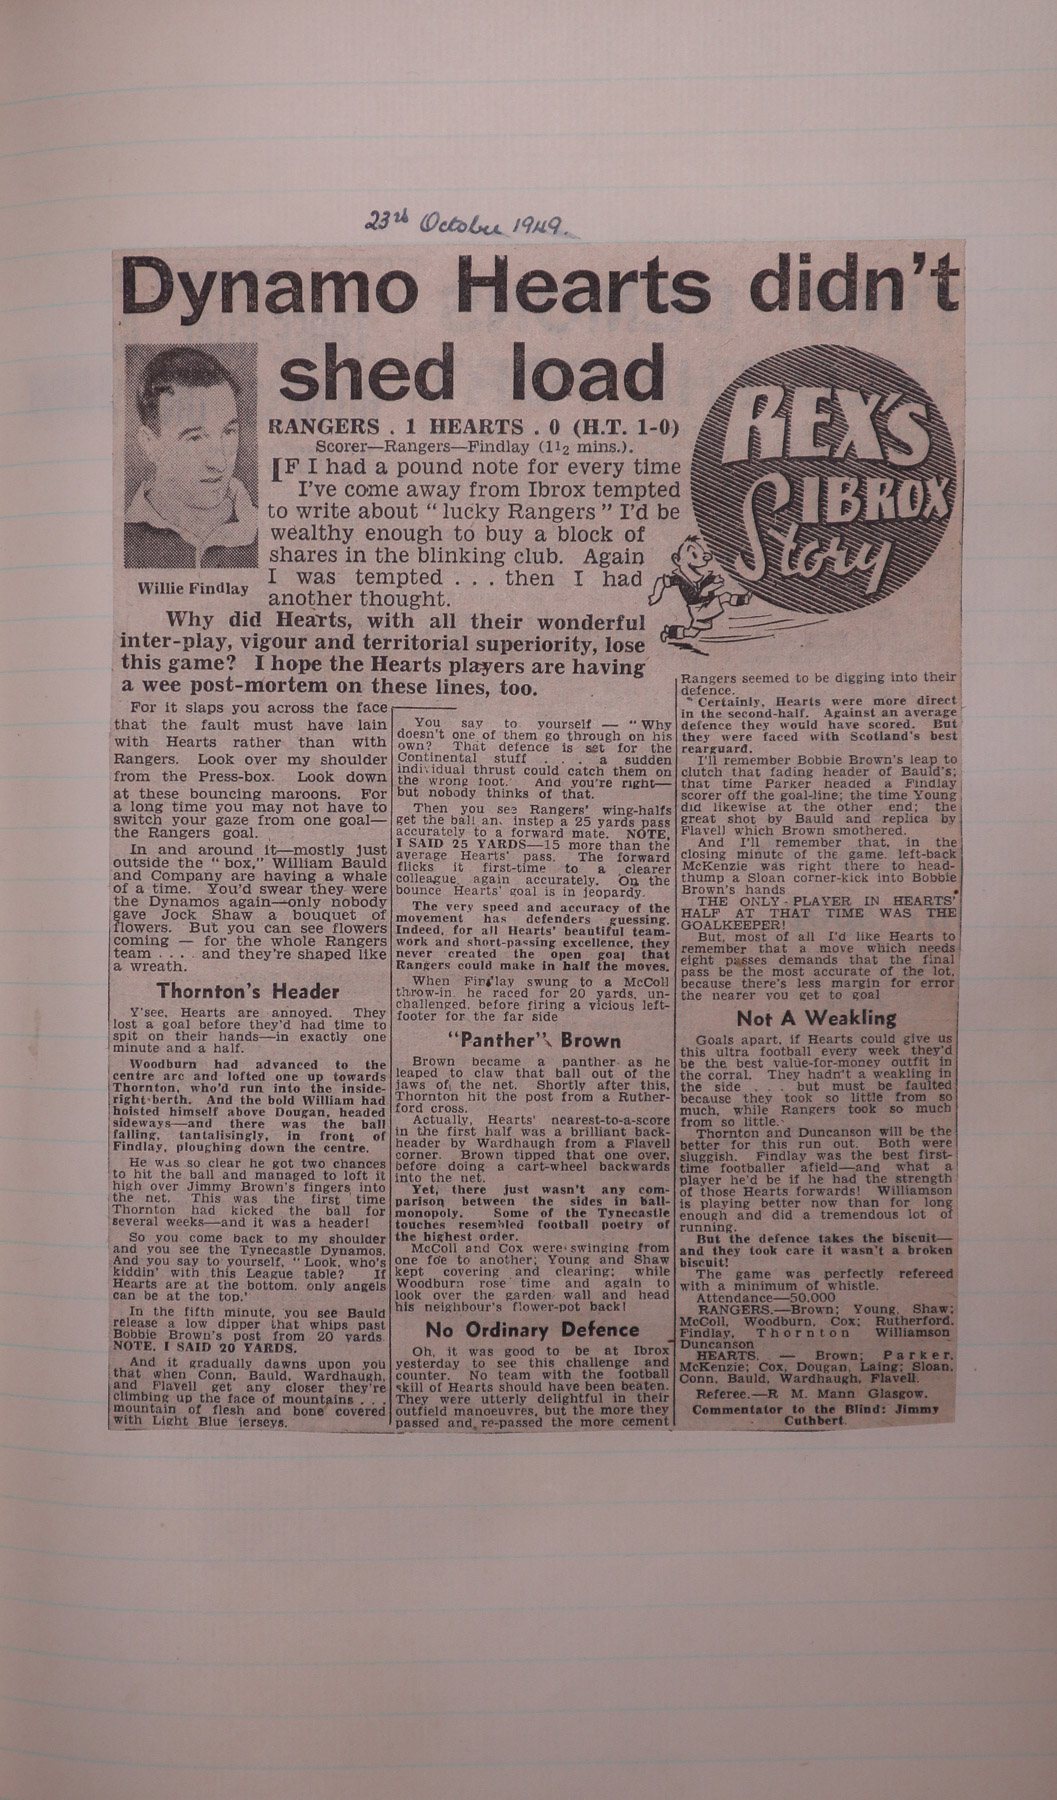 23rd October 1949.
Dynamo Hearts didn't
shed load
REX'S
IBROX
Story
Willie Findlay
RANGERS . 1 HEARTS . 0 (H.T. 1-0)
Scorer—Rangers—Findlay (1½ mins.).
IF I had a pound note for every time
I've come away from Ibrox tempted
to write about "lucky Rangers" I'd be
wealthy enough to buy a block of
shares in the blinking club. Again
I was tempted . . . then I had
another thought.
Why did Hearts, with all their wonderful
inter-play, vigour and territorial superiority, lose
this game? I hope the Hearts players are having
a wee post-mortem on these lines, too.
For it slaps you across the face
that the fault must have lain
with Hearts rather than with
Rangers. Look over my shoulder
from the Press-box. Look down
at these bouncing maroons. For
a long time you may not have to
switch your gaze from one goal—
the Rangers goal.
In and around it—mostly just
outside the "box," William Bauld
and Company are having a whale
of a time. You'd swear they were
the Dynamos again—only nobody
gave Jock Shaw a bouquet of
flowers. But you can see flowers
coming — for the whole Rangers
team . . . . and they're shaped like
a wreath.
Thornton's Header
Y'see, Hearts are annoyed. They
lost a goal before they'd had time to
spit on their hands—in exactly one
minute and a half.
Woodburn had advanced to the
centre arc and lofted one up towards
Thornton, who'd run into the inside-
right berth. And the bold William had
hoisted himself above Dougan, headed
sideways—and there was the ball
falling, tantalisingly, in front of
Findlay, ploughing down the centre.
He was so clear he got two chances
to hit the ball and managed to loft it
high over Jimmy Brown's fingers into
the net. This was the first time
Thornton had kicked the ball for
several weeks—and it was a header!
So you come back to my shoulder
and you see the Tynecastle Dynamos.
And you say to yourself, "Look, who's
kiddin' with this League table? If
Hearts are at the bottom, only angels
can be at the top.'
In the fifth minute, you see Bauld
release a low dipper that whips past
Bobbie Brown's post from 20 yards
NOTE, I SAID 20 YARDS.
And it gradually dawns upon you
that when Conn, Bauld, Wardhaugh,
and Flavell get any closer they're
climbing up the face of mountains . . .
mountain of flesh and bone covered
with Light Blue jerseys.
You say to yourself — "Why
doesn't one of them go through on his
own? That defence is set for the
Continental stuff . . . a sudden
individual thrust could catch them on
the wrong foot. And you're right—
but nobody thinks of that.
Then you see Rangers' wing-halfs
get the ball an. instep a 25 yards pass
accurately to a forward mate. NOTE,
I SAID 25 YARDS—15 more than the
average Hearts' pass. The forward
flicks it first-time to a clearer
colleague, again accurately. On the
bounce Hearts' goal is in jeopardy.
The very speed and accuracy of the
movement has defenders guessing.
Indeed, for all Hearts' beautiful team-
work and short-passing excellence, they
never created the open goal that
Rangers could make in half the moves.
When Findlay swung to a McColl
throw-in, he raced for 20 yards, un-
challenged, before firing a vicious left-
footer for the far side
"Panther" Brown
Brown became a panther as he
leaped to claw that ball out of the
jaws of the net. Shortly after this,
Thornton hit the post from a Ruther-
ford cross.
Actually, Hearts' nearest-to-a-score
in the first half was a brilliant back-
header by Wardhaugh from a Flavell
corner. Brown tipped that one over,
before doing a cart-wheel backwards
into the net.
Yet, there just wasn't any com-
parison between the sides in ball-
monopoly. Some of the Tynecastle
touches resembled football poetry of
the highest order.
McColl and Cox were swinging from
one foe to another; Young and Shaw
kept covering and clearing; while
Woodburn rose time and again to
look over the garden wall and head
his neighbour's flower-pot back!
No Ordinary Defence
Oh, it was good to be at Ibrox
yesterday to see this challenge and
counter. No team with the football
skill of Hearts should have been beaten.
They were utterly delightful in their
outfield manoeuvres, but the more they
passed and re-passed the more cement
Rangers seemed to be digging into their
defence.
Certainly, Hearts were more direct
in the second-half. Against an average
defence they would have scored. But
they were faced with Scotland's best
rearguard.
I'll remember Bobbie Brown's leap to
clutch that fading header of Bauld's;
that time Parker headed a Findlay
scorer off the goal-line; the time Young
did likewise at the other end; the
great shot by Bauld and replica by
Flavell which Brown smothered.
And I'll remember that, in the
closing minute of the game, left-back
McKenzie was right there to head-
thump a Sloan corner-kick into Bobbie
Brown's hands
THE ONLY PLAYER IN HEARTS'
HALF AT THAT TIME WAS THE
GOALKEEPER!
But, most of all I'd like Hearts to
remember that a move which needs
eight passes demands that the final
pass be the most accurate of the lot,
because there's less margin for error
the nearer you get to goal
Not A Weakling
Goals apart, if Hearts could give us
this ultra football every week they'd
be the best value-for-money outfit in
the corral. They hadn't a weakling in
the side . . . but must be faulted
because they took so little from so
much, while Rangers took so much
from so little.
Thornton and Duncanson will be the
better for this run out. Both were
sluggish. Findlay was the best first-
time footballer afield—and what a
player he'd be if he had the strength
of those Hearts forwards! Williamson
is playing better now than for long
enough and did a tremendous lot of
running.
But the defence takes the biscuit—
and they took care it wasn't a broken
biscuit!
The game was perfectly refereed
with a minimum of whistle.
Attendance—50,000
RANGERS.—Brown; Young, Shaw;
McColl, Woodburn, Cox; Rutherford,
Findlay, Thornton Williamson
Duncanson
HEARTS. — Brown; Parker,
McKenzie; Cox, Dougan, Laing; Sloan,
Conn, Bauld, Wardhaugh, Flavell.
Referee.—R M. Mann Glasgow.
Commentator to the Blind: Jimmy
Cuthbert.